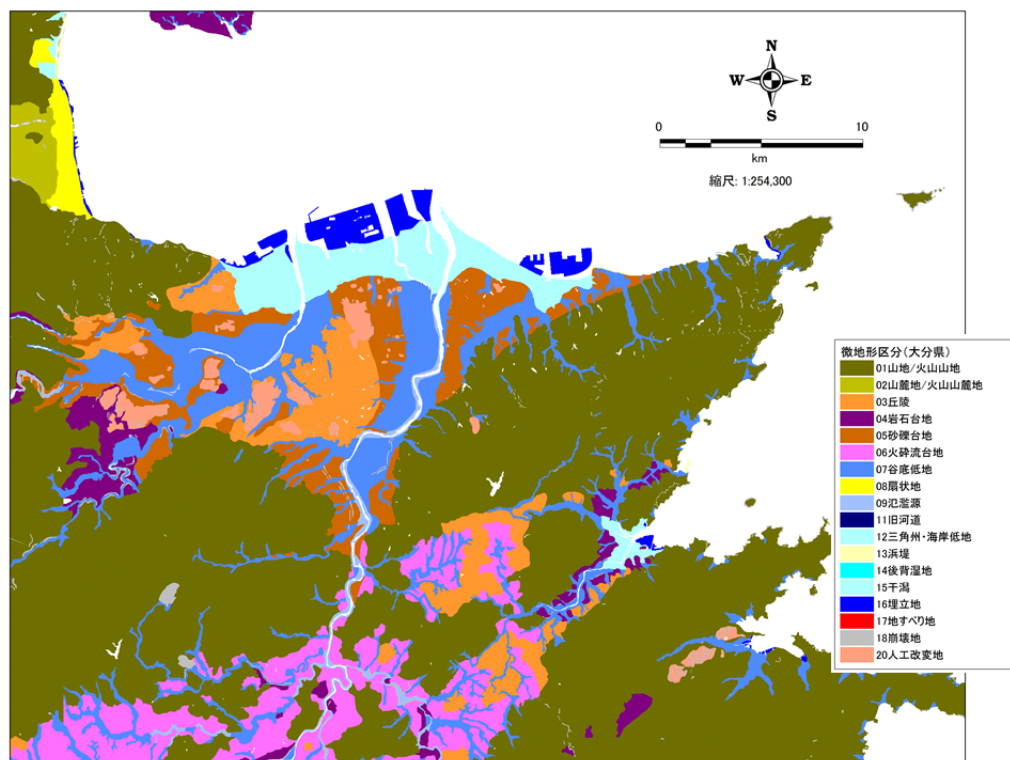 N
W E
S
0 10
km
縮尺: 1:254,300
微地形区分(大分県)
01山地/火山山地
02山麓地/火山山麓地
03丘陵
04岩石台地
05砂礫台地
06火砕流台地
07谷底低地
08扇状地
09氾濫源
11旧河道
12三角州・海岸低地
13浜堤
14後背湿地
15干潟
16埋立地
17地すべり地
18崩壊地
20人工改変地